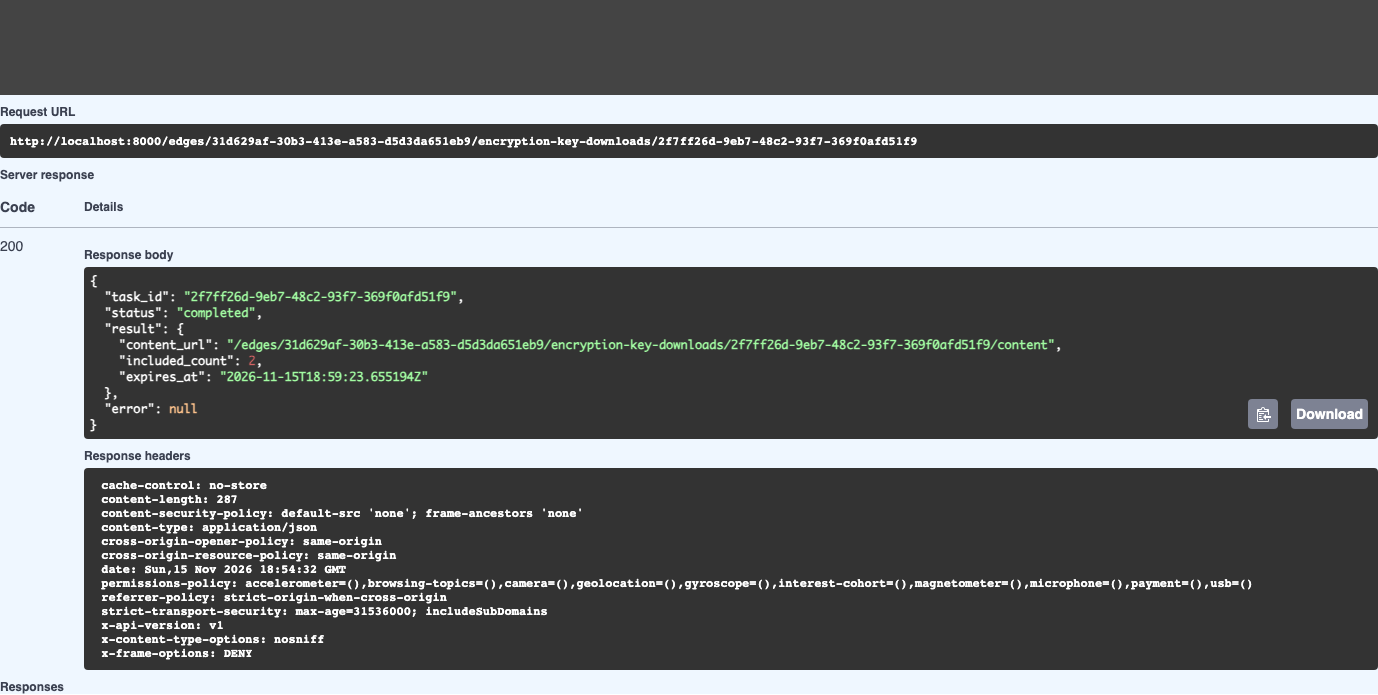 Request URL
http://localhost:8000/edges/31d629af-30b3-413e-a583-d5d3da651eb9/encryption-key-downloads/2f7ff26d-9eb7-48c2-93f7-369f0afd51f9
Server response
Code Details
200
Response body
{
"task_id": "2f7ff26d-9eb7-48c2-93f7-369f0afd51f9",
"status": "completed",
"result": {
"content_url": "/edges/31d629af-30b3-413e-a583-d5d3da651eb9/encryption-key-downloads/2f7ff26d-9eb7-48c2-93f7-369f0afd51f9/content",
"included_count": 2,
"expires_at": "2026-11-15T18:59:23.655194Z"
},
"error": null
}
Download
Response headers
cache-control: no-store
content-length: 287
content-security-policy: default-src 'none'; frame-ancestors 'none'
content-type: application/json
cross-origin-opener-policy: same-origin
cross-origin-resource-policy: same-origin
date: Sun,15 Nov 2026 18:54:32 GMT
permissions-policy: accelerometer=(),browsing-topics=(),camera=(),geolocation=(),gyroscope=(),interest-cohort=(),magnetometer=(),microphone=(),payment=(),usb=()
referrer-policy: strict-origin-when-cross-origin
strict-transport-security: max-age=31536000; includeSubDomains
x-api-version: v1
x-content-type-options: nosniff
x-frame-options: DENY
Responses